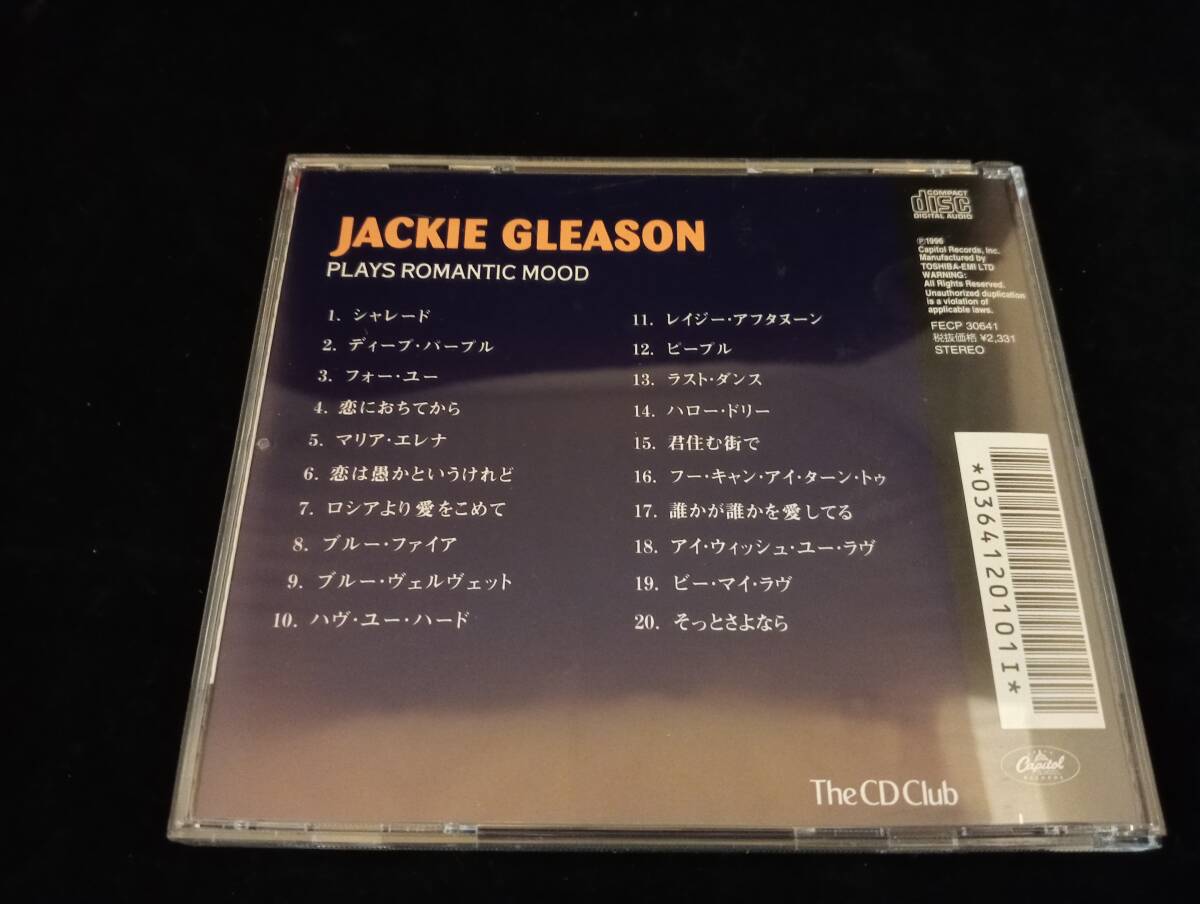 JACKIE GLEASON
PLAYS ROMANTIC MOOD
1. シャレード
2. ディープ・パープル
3. フォー・ユー
4. 恋におちてから
5. マリア・エレナ
6. 恋は愚かというけれど
7. ロシアより愛をこめて
8. ブルー・ファイア
9. ブルー・ヴェルヴェット
10. ハヴ・ユー・ハード
11. レイジー・アフタヌーン
12. ピープル
13. ラスト・ダンス
14. ハロー・ドリー
15. 君住む街で
16. フー・キャン・アイ・ターン・トゥ
17. 誰かが誰かを愛してる
18. アイ・ウィッシュ・ユー・ラヴ
19. ビー・マイ・ラヴ
20. そっとさよなら
COMPACT
disc
DIGITAL AUDIO
Ⓟ1996
Capitol Records, Inc.
Manufactured by
TOSHIBA-EMI LTD
WARNING:
All Rights Reserved.
Unauthorized duplication
is a violation of
applicable laws.
FECP 30641
税抜価格 ¥2,331
STEREO
*0364120101I*
Capitol
RECORDS
The CD Club